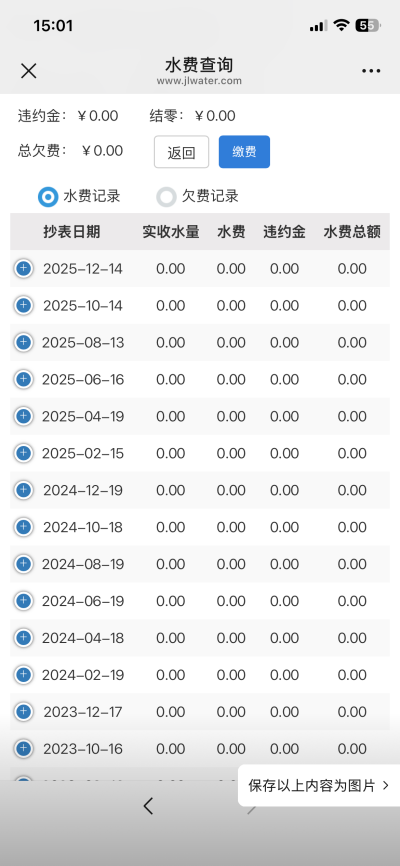 15:01
55
水费查询
www.jlwater.com
违约金：￥0.00 结零：￥0.00
总欠费： ￥0.00 返回 缴费
水费记录 欠费记录
抄表日期 实收水量 水费 违约金 水费总额
2025-12-14 0.00 0.00 0.00 0.00
2025-10-14 0.00 0.00 0.00 0.00
2025-08-13 0.00 0.00 0.00 0.00
2025-06-16 0.00 0.00 0.00 0.00
2025-04-19 0.00 0.00 0.00 0.00
2025-02-15 0.00 0.00 0.00 0.00
2024-12-19 0.00 0.00 0.00 0.00
2024-10-18 0.00 0.00 0.00 0.00
2024-08-19 0.00 0.00 0.00 0.00
2024-06-19 0.00 0.00 0.00 0.00
2024-04-18 0.00 0.00 0.00 0.00
2024-02-19 0.00 0.00 0.00 0.00
2023-12-17 0.00 0.00 0.00 0.00
2023-10-16 0.00 0.00 0.00 0.00
保存以上内容为图片